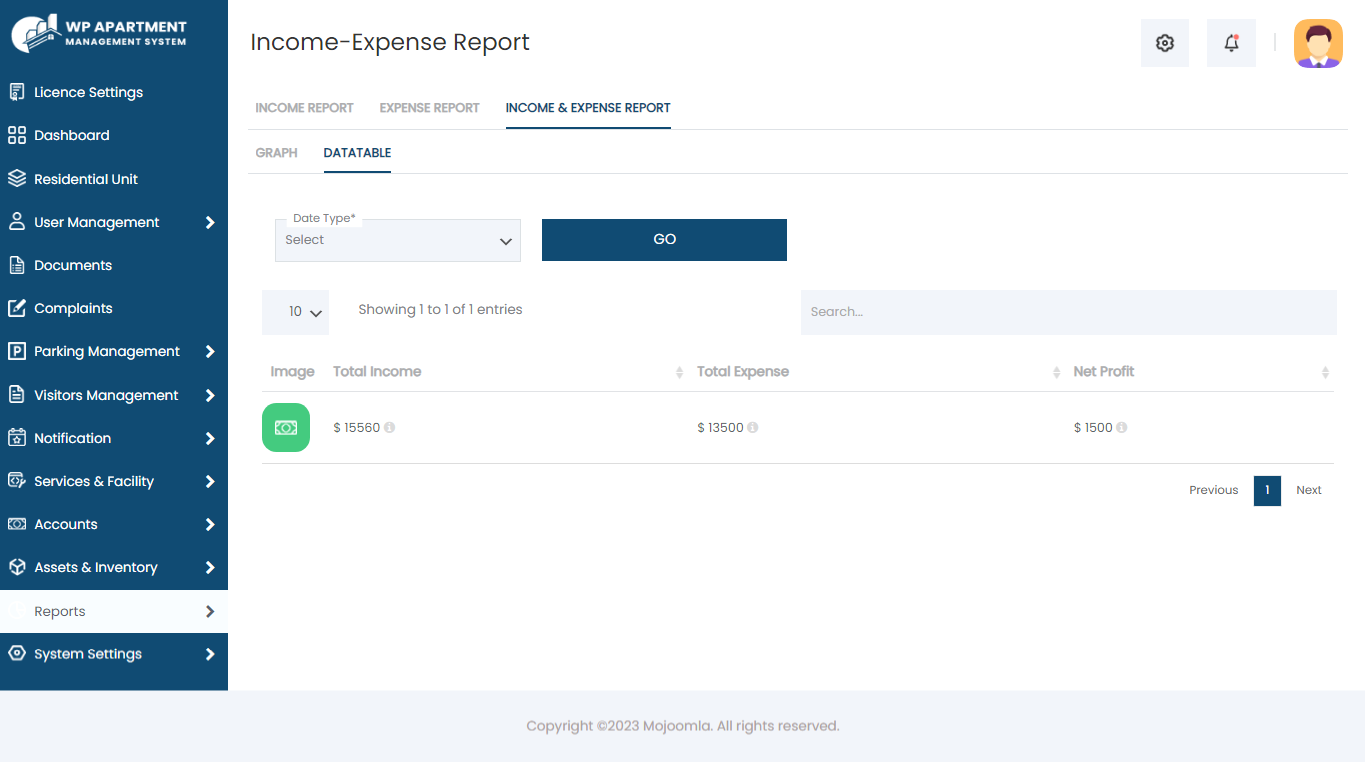 WP APARTMENT
MANAGEMENT SYSTEM
Licence Settings
Dashboard
Residential Unit
User Management
Documents
Complaints
Parking Management
Visitors Management
Notification
Services & Facility
Accounts
Assets & Inventory
Reports
System Settings
Income-Expense Report
INCOME REPORT EXPENSE REPORT INCOME & EXPENSE REPORT
GRAPH DATATABLE
Date Type*
Select GO
10 Showing 1 to 1 of 1 entries Search...
Image Total Income Total Expense Net Profit
$ 15560 $ 13500 $ 1500
Previous 1 Next
Copyright ©2023 Mojoomla. All rights reserved.